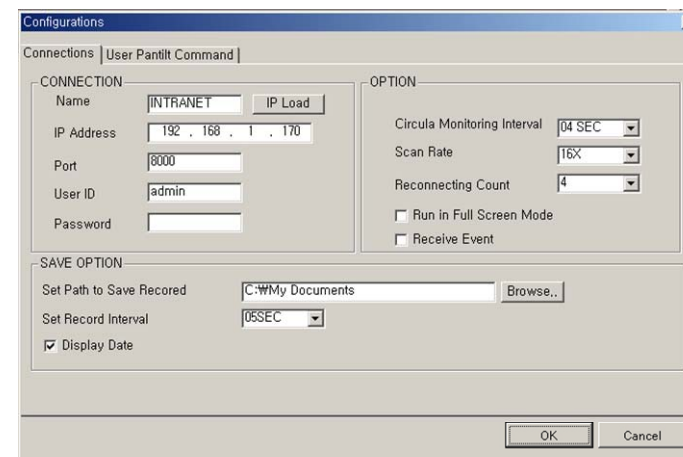 Configurations
Connections User Pantilt Command
CONNECTION
Name INTRANET IP Load
IP Address 192 . 168 . 1 . 170
Port 8000
User ID admin
Password
OPTION
Circula Monitoring Interval 04 SEC
Scan Rate 16X
Reconnecting Count 4
Run in Full Screen Mode
Receive Event
SAVE OPTION
Set Path to Save Recored C:₩My Documents Browse..
Set Record Interval 05SEC
Display Date
OK Cancel